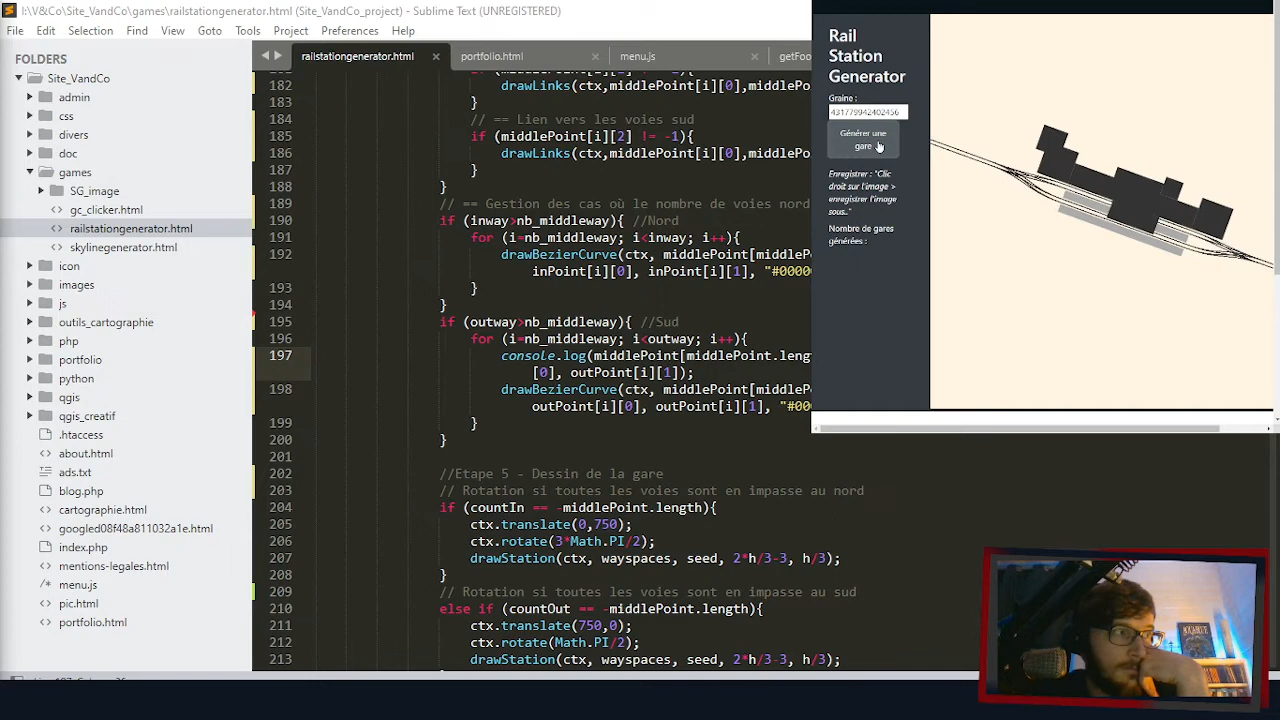 I:\V&Co\V&Co\games\railstationgenerator.html (Site_VandCo_project) - Sublime Text (UNREGISTERED)
File Edit Selection Find View Goto Tools Project Preferences Help
FOLDERS
Site_VandCo
admin
css
divers
doc
games
SG_image
gc_clicker.html
railstationgenerator.html
skylinegenerator.html
icon
images
js
outils_cartographie
php
portfolio
python
qgis
qgis_creatif
.htaccess
about.html
ads.txt
blog.php
cartographie.html
googled08f48a811032a1e.html
index.php
mentions-legales.html
menu.js
pic.html
portfolio.html
railstationgenerator.html × portfolio.html × menu.js × getFoo
182 drawLinks(ctx,middlePoint[i][0],middlePo
183 }
184 // == Lien vers les voies sud
185 if (middlePoint[i][2] != -1){
186 drawLinks(ctx,middlePoint[i][0],middlePo
187 }
188 }
189 // == Gestion des cas où le nombre de voies nord
190 if (inway>nb_middleway){ //Nord
191 for (i=nb_middleway; i<inway; i++){
192 drawBezierCurve(ctx, middlePoint[middlePo
inPoint[i][0], inPoint[i][1], "#0000
193 }
194 }
195 if (outway>nb_middleway){ //Sud
196 for (i=nb_middleway; i<outway; i++){
197 console.log(middlePoint[middlePoint.leng
[0], outPoint[i][1]);
198 drawBezierCurve(ctx, middlePoint[middlePo
outPoint[i][0], outPoint[i][1], "#00
199 }
200 }
201
202 //Etape 5 - Dessin de la gare
203 // Rotation si toutes les voies sont en impasse au nord
204 if (countIn == -middlePoint.length){
205 ctx.translate(0,750);
206 ctx.rotate(3*Math.PI/2);
207 drawStation(ctx, wayspaces, seed, 2*h/3-3, h/3);
208 }
209 // Rotation si toutes les voies sont en impasse au sud
210 else if (countOut == -middlePoint.length){
211 ctx.translate(750,0);
212 ctx.rotate(Math.PI/2);
213 drawStation(ctx, wayspaces, seed, 2*h/3-3, h/3);
Rail
Station
Generator
Graine :
431779942402456
Générer une
gare
Enregistrer : "Clic
droit sur l'image >
enregistrer l'image
sous.."
Nombre de gares
générées :